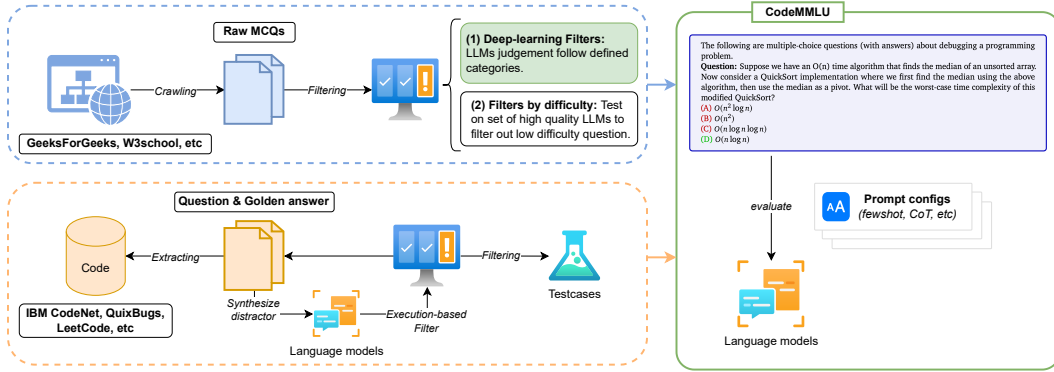 Raw MCQs
Crawling
Filtering
GeeksForGeeks, W3school, etc
(1) Deep-learning Filters:
LLMs judgement follow defined
categories.
(2) Filters by difficulty: Test
on set of high quality LLMs to
filter out low difficulty question.
Question & Golden answer
Code
Extracting
IBM CodeNet, QuixBugs,
LeetCode, etc
Synthesize
distractor
Language models
Execution-based
Filter
Filtering
Testcases
CodeMMLU
The following are multiple-choice questions (with answers) about debugging a programming
problem.
Question: Suppose we have an O(n) time algorithm that finds the median of an unsorted array.
Now consider a QuickSort implementation where we first find the median using the above
algorithm, then use the median as a pivot. What will be the worst-case time complexity of this
modified QuickSort?
(A) O(n² log n)
(B) O(n²)
(C) O(n log n log n)
(D) O(n log n)
evaluate
AA
Prompt configs
(fewshot, CoT, etc)
Language models